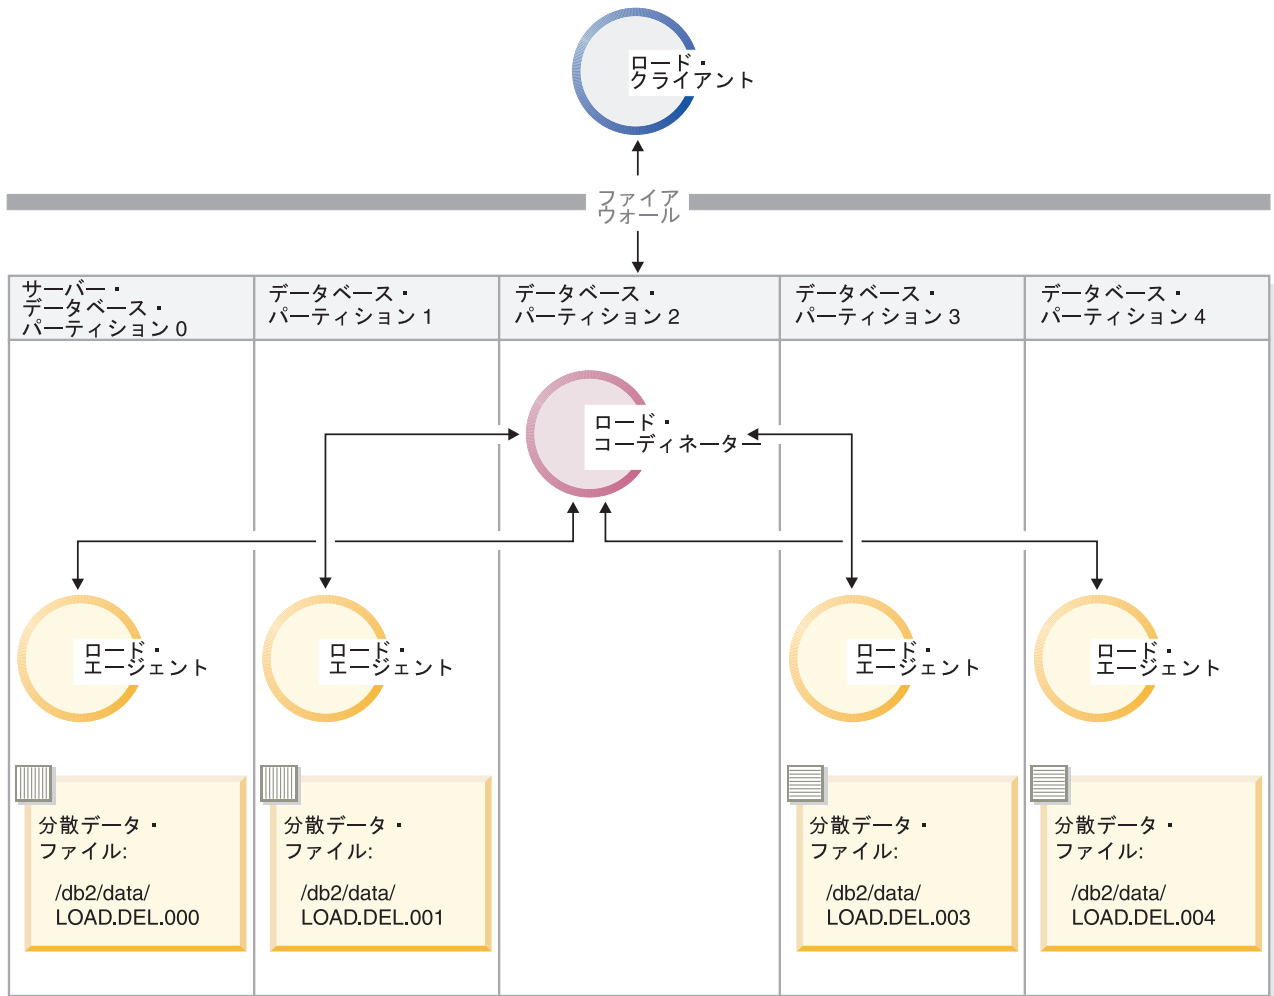 ロード・
クライアント
ファイア
ウォール
サーバー・
データベース・
パーティション 0
データベース・
パーティション 1
データベース・
パーティション 2
データベース・
パーティション 3
データベース・
パーティション 4
ロード・
コーディネーター
ロード・
エージェント
ロード・
エージェント
ロード・
エージェント
ロード・
エージェント
分散データ・
ファイル:
/db2/data/
LOAD.DEL.000
分散データ・
ファイル:
/db2/data/
LOAD.DEL.001
分散データ・
ファイル:
/db2/data/
LOAD.DEL.003
分散データ・
ファイル:
/db2/data/
LOAD.DEL.004